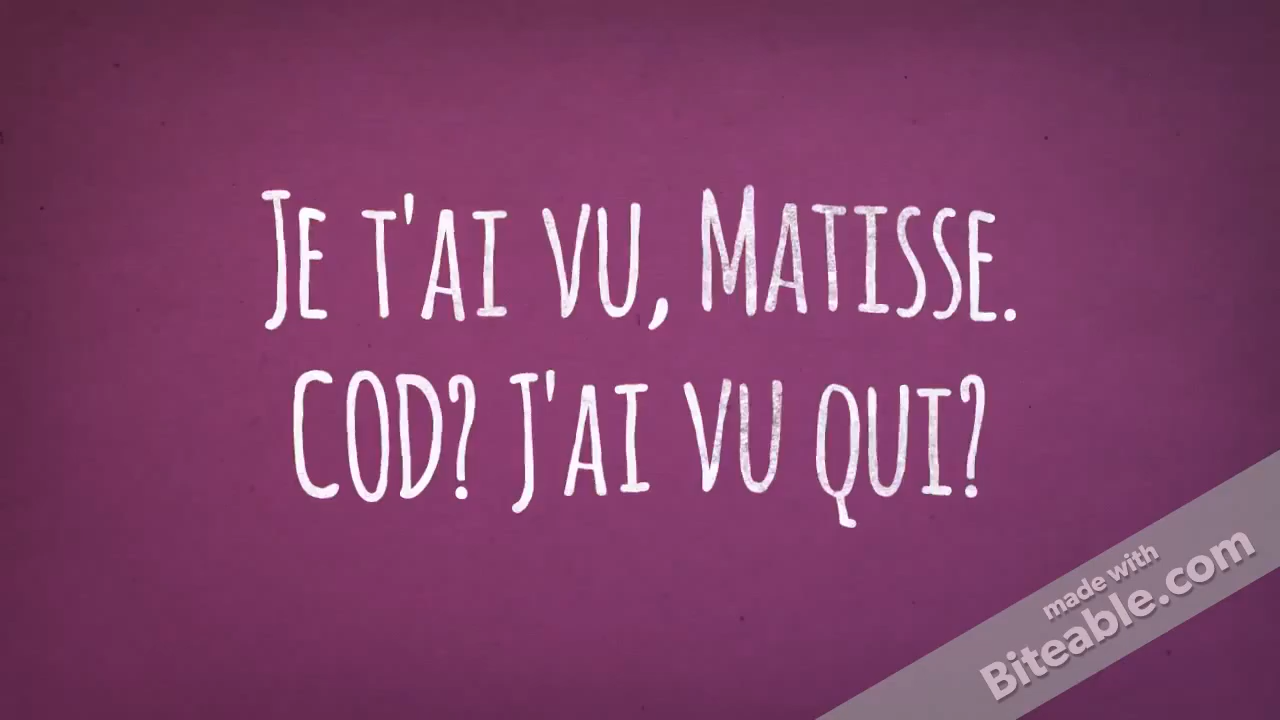 Je t'ai vu, Matisse.
COD? J'ai vu qui?
made with
Biteable.com